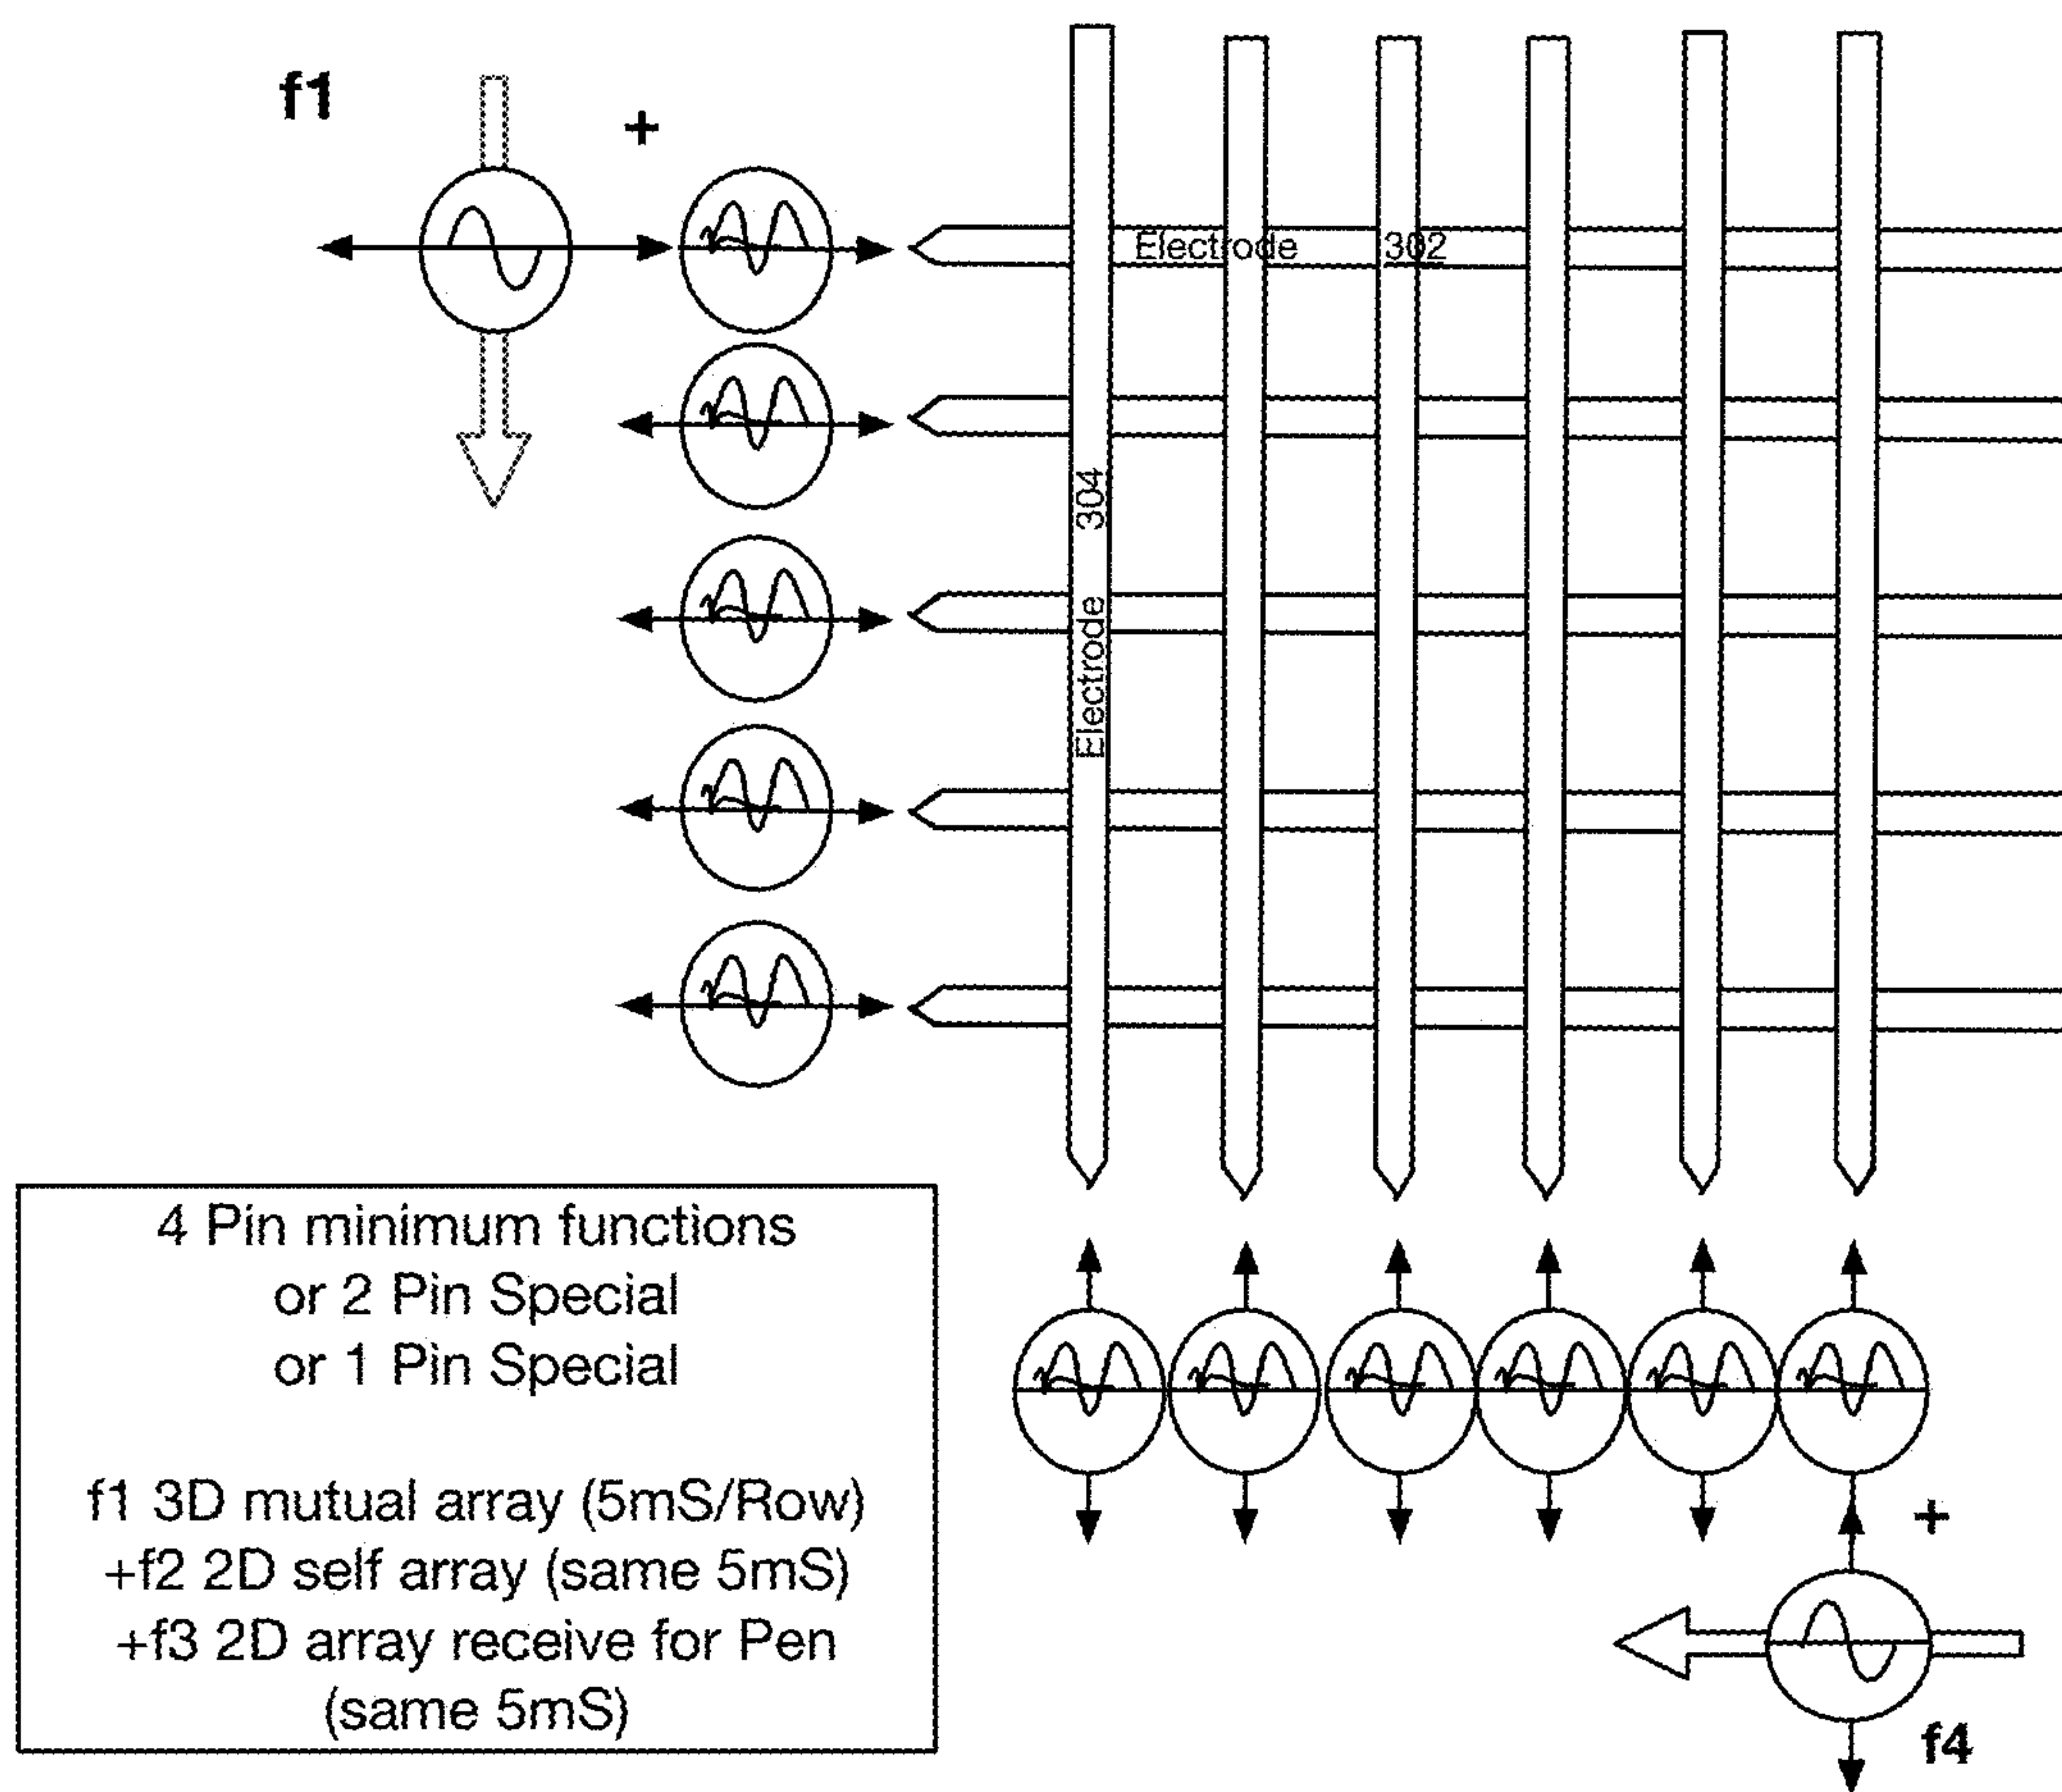 f1
+
Electrode 302
Electrode 304
4 Pin minimum functions
or 2 Pin Special
or 1 Pin Special
f1 3D mutual array (5mS/Row)
+f2 2D self array (same 5mS)
+f3 2D array receive for Pen
(same 5mS)
+
f4